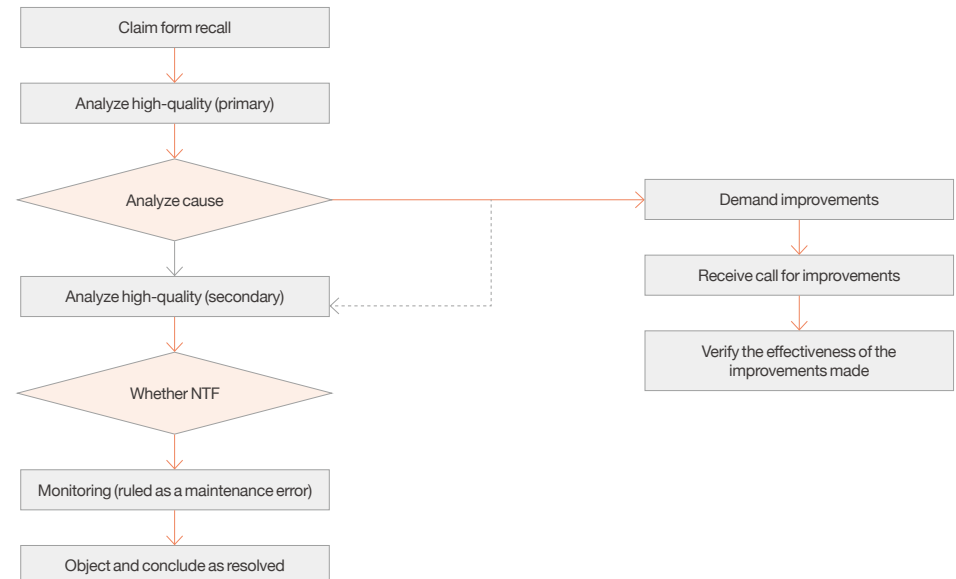 Claim form recall
Analyze high-quality (primary)
Analyze cause
Analyze high-quality (secondary)
Whether NTF
Monitoring (ruled as a maintenance error)
Object and conclude as resolved
Demand improvements
Receive call for improvements
Verify the effectiveness of the
improvements made